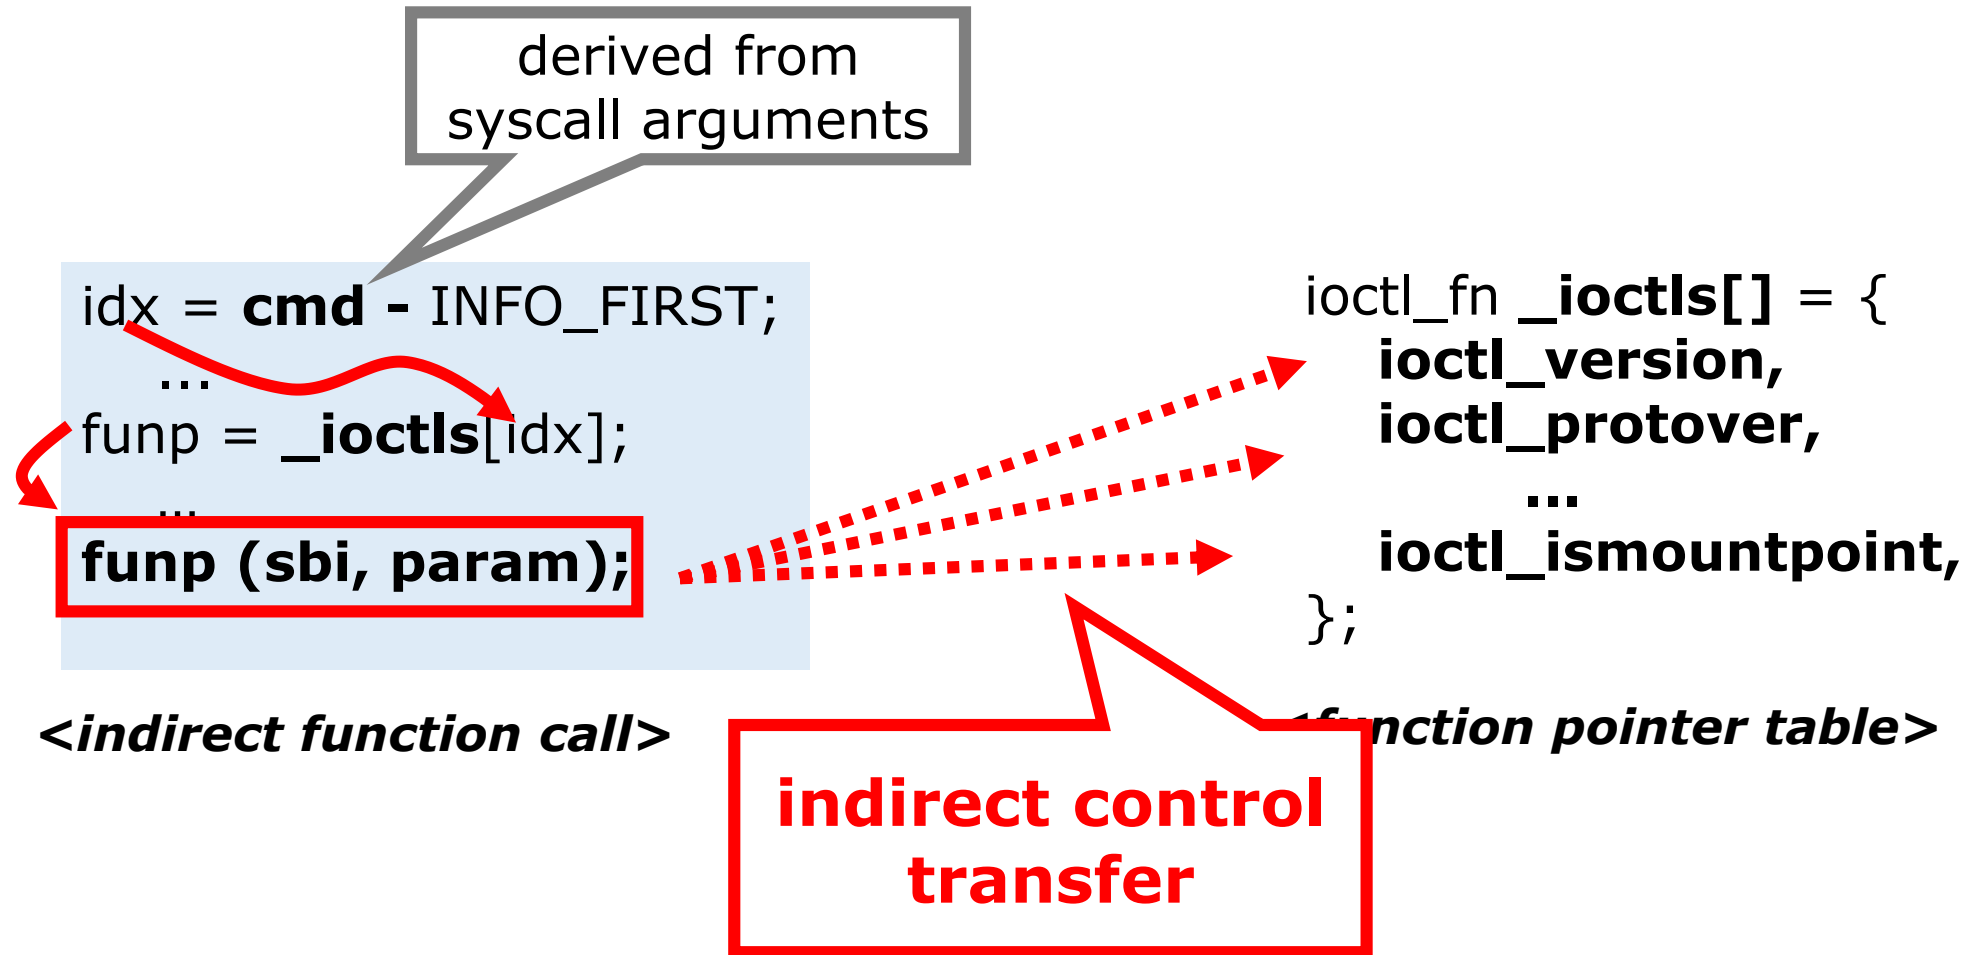 derived from
syscall arguments
idx = cmd - INFO_FIRST;
...
funp = _ioctls[idx];
...
funp (sbi, param);
<indirect function call>
ioctl_fn _ioctls[] = {
ioctl_version,
ioctl_protover,
...
ioctl_ismountpoint,
};
pointer table>
indirect control
transfer